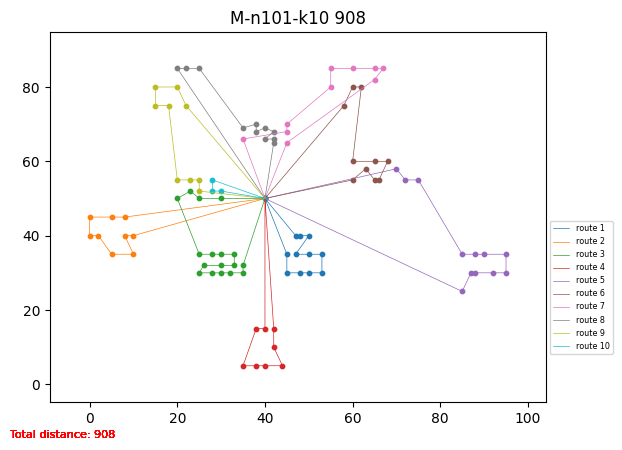 M-n101-k10 908
80
60
40
20
0
0 20 40 60 80 100
route 1
route 2
route 3
route 4
route 5
route 6
route 7
route 8
route 9
route 10
Total distance: 908